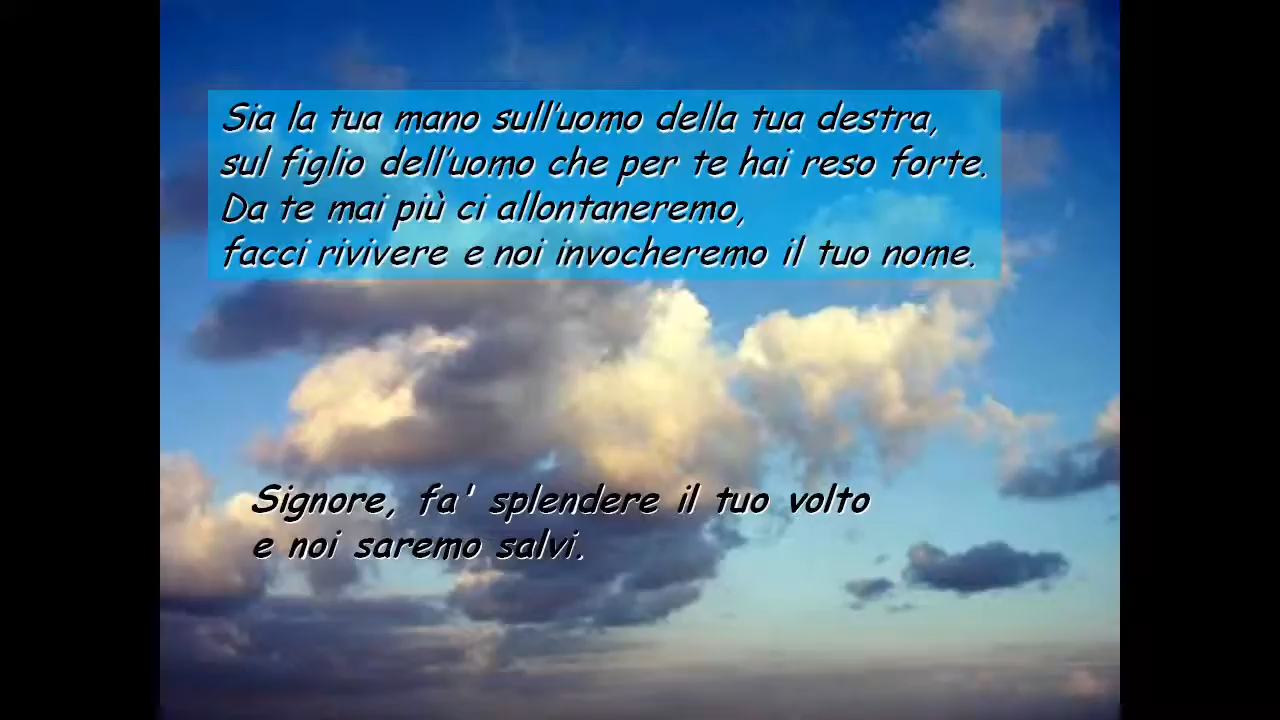 Sia la tua mano sull'uomo della tua destra,
sul figlio dell'uomo che per te hai reso forte.
Da te mai più ci allontaneremo,
facci rivivere e noi invocheremo il tuo nome.
Signore, fa' splendere il tuo volto
e noi saremo salvi.